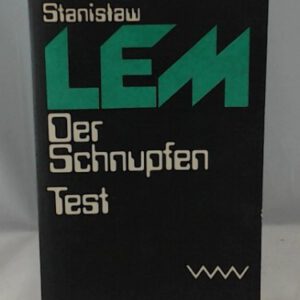 Stanisław
LEM
Der
Schnupfen
Test